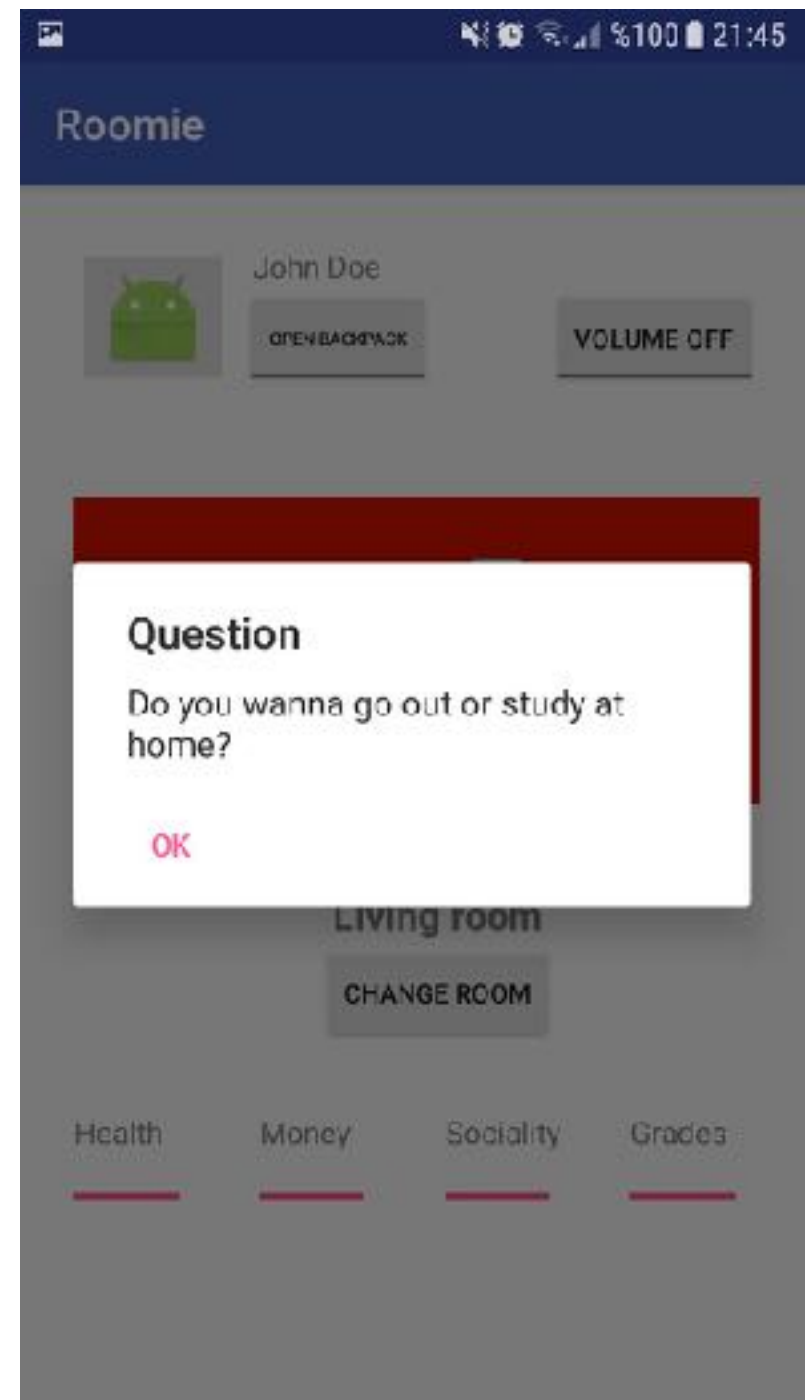 %100 21:45
Roomie
John Doe
OPEN BACKPACK
VOLUME OFF
Question
Do you wanna go out or study at
home?
OK
Living room
CHANGE ROOM
Health Money Sociality Grades